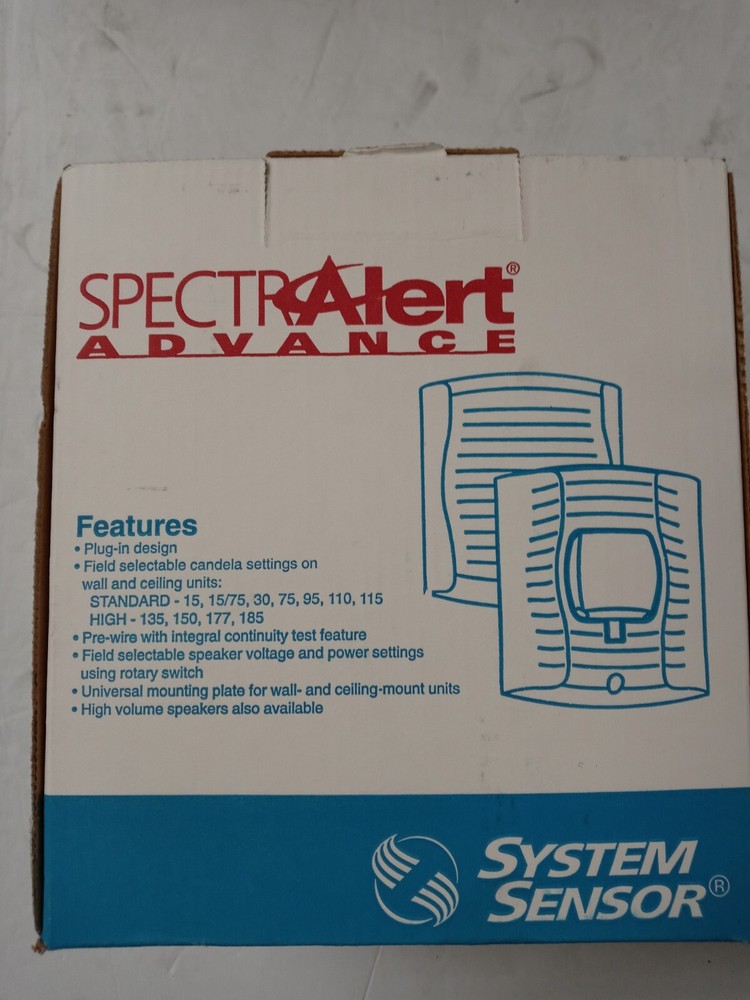 SPECTRAlert®
ADVANCE
Features
• Plug-in design
• Field selectable candela settings on
wall and ceiling units:
STANDARD - 15, 15/75, 30, 75, 95, 110, 115
HIGH - 135, 150, 177, 185
• Pre-wire with integral continuity test feature
• Field selectable speaker voltage and power settings
using rotary switch
• Universal mounting plate for wall- and ceiling-mount units
• High volume speakers also available
SYSTEM
SENSOR®